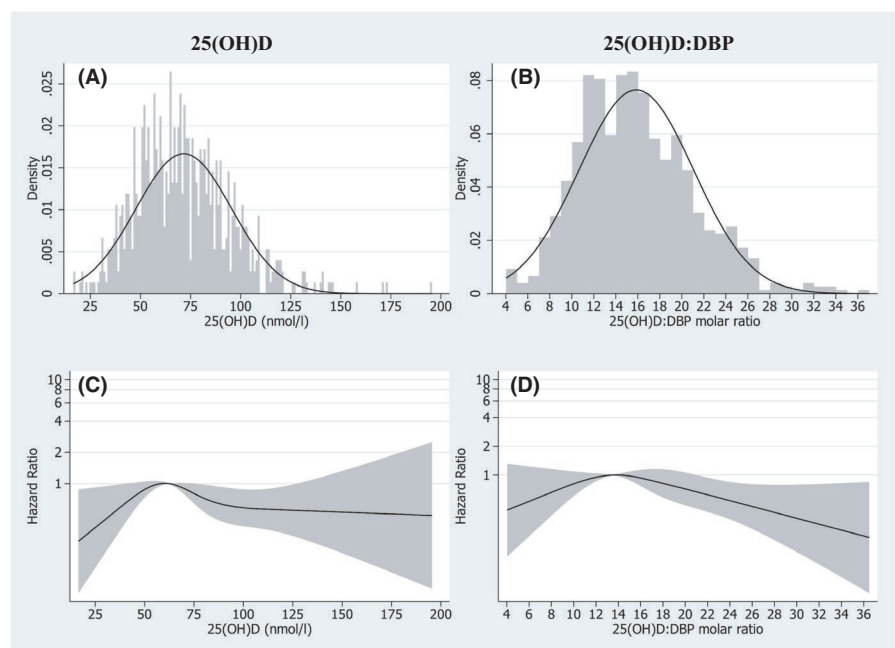 25(OH)D
25(OH)D:DBP
(A)
Density
0
.005
.01
.015
.02
.025
25
50
75
100
125
150
175
200
25(OH)D (nmol/l)
(B)
Density
0
.02
.04
.06
.08
4 6 8 10 12 14 16 18 20 22 24 26 28 30 32 34 36
25(OH)D:DBP molar ratio
(C)
Hazard Ratio
1
2
4
6
8
10
25
50
75
100
125
150
175
200
25(OH)D (nmol/l)
(D)
Hazard Ratio
1
2
4
6
8
10
4 6 8 10 12 14 16 18 20 22 24 26 28 30 32 34 36
25(OH)D:DBP molar ratio